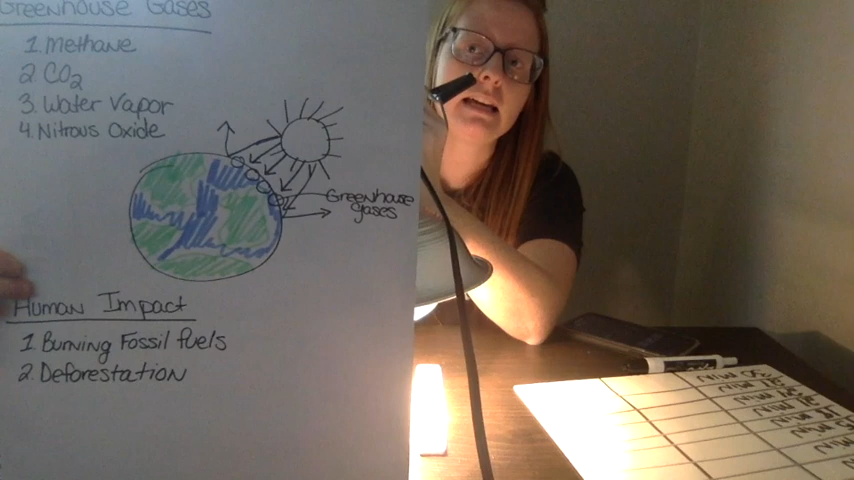 Greenhouse Gases
1. Methane
2. CO2
3. Water Vapor
4. Nitrous Oxide
Greenhouse
gases
Human Impact
1. Burning Fossil fuels
2. Deforestation